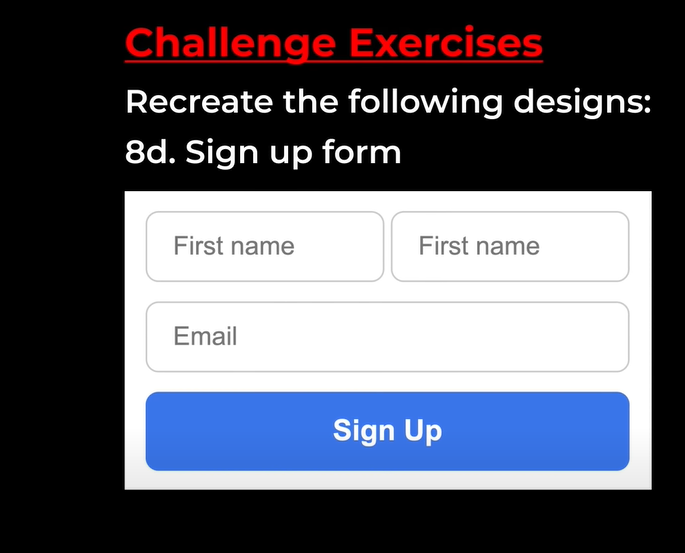 Challenge Exercises
Recreate the following designs:
8d. Sign up form
First name First name
Email
Sign Up